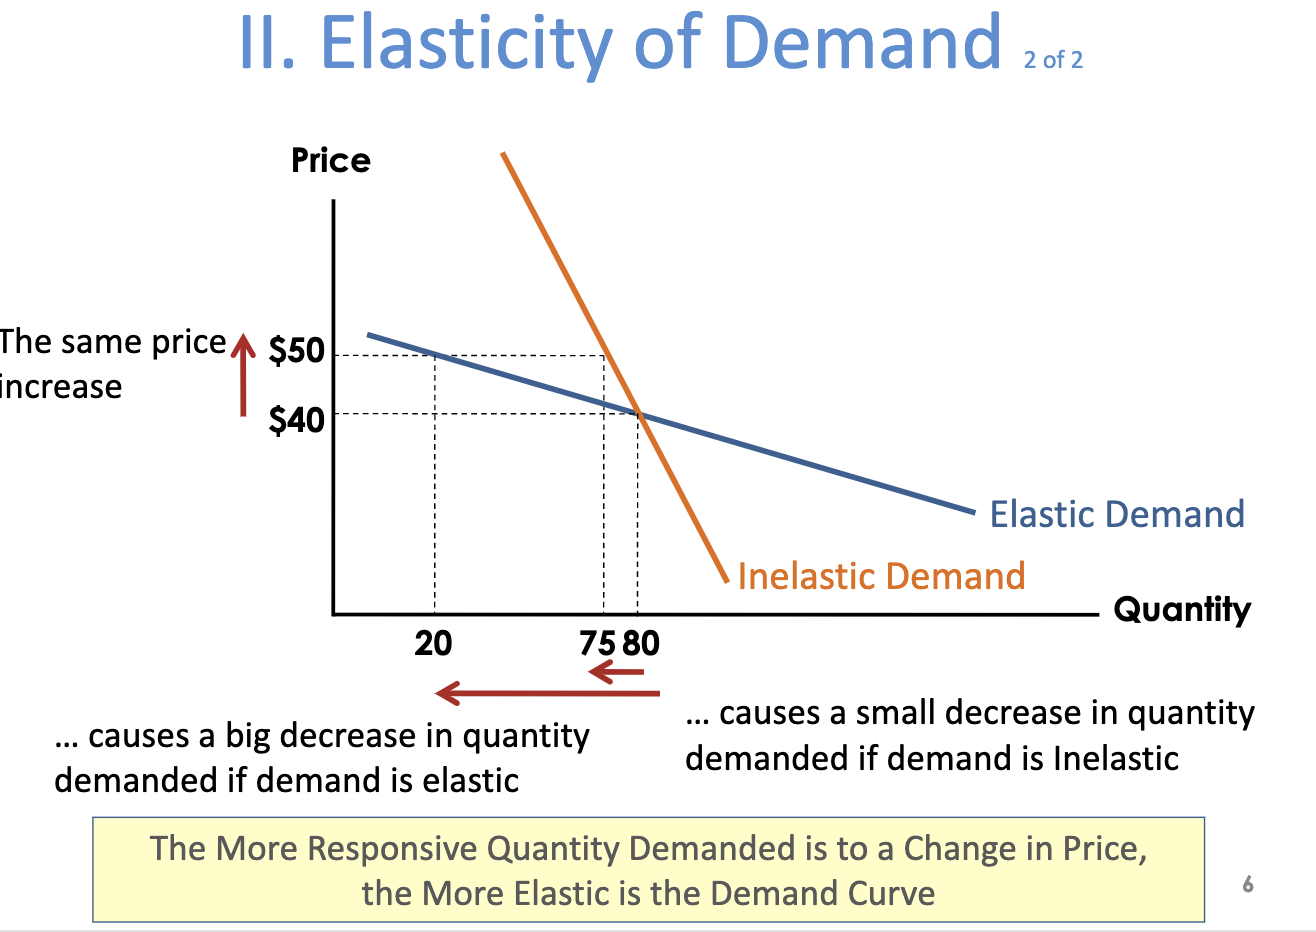 II. Elasticity of Demand 2 of 2
Price
The same price
increase
$50
$40
Elastic Demand
Inelastic Demand
Quantity
20 75 80
... causes a small decrease in quantity
demanded if demand is Inelastic
... causes a big decrease in quantity
demanded if demand is elastic
The More Responsive Quantity Demanded is to a Change in Price,
the More Elastic is the Demand Curve
6